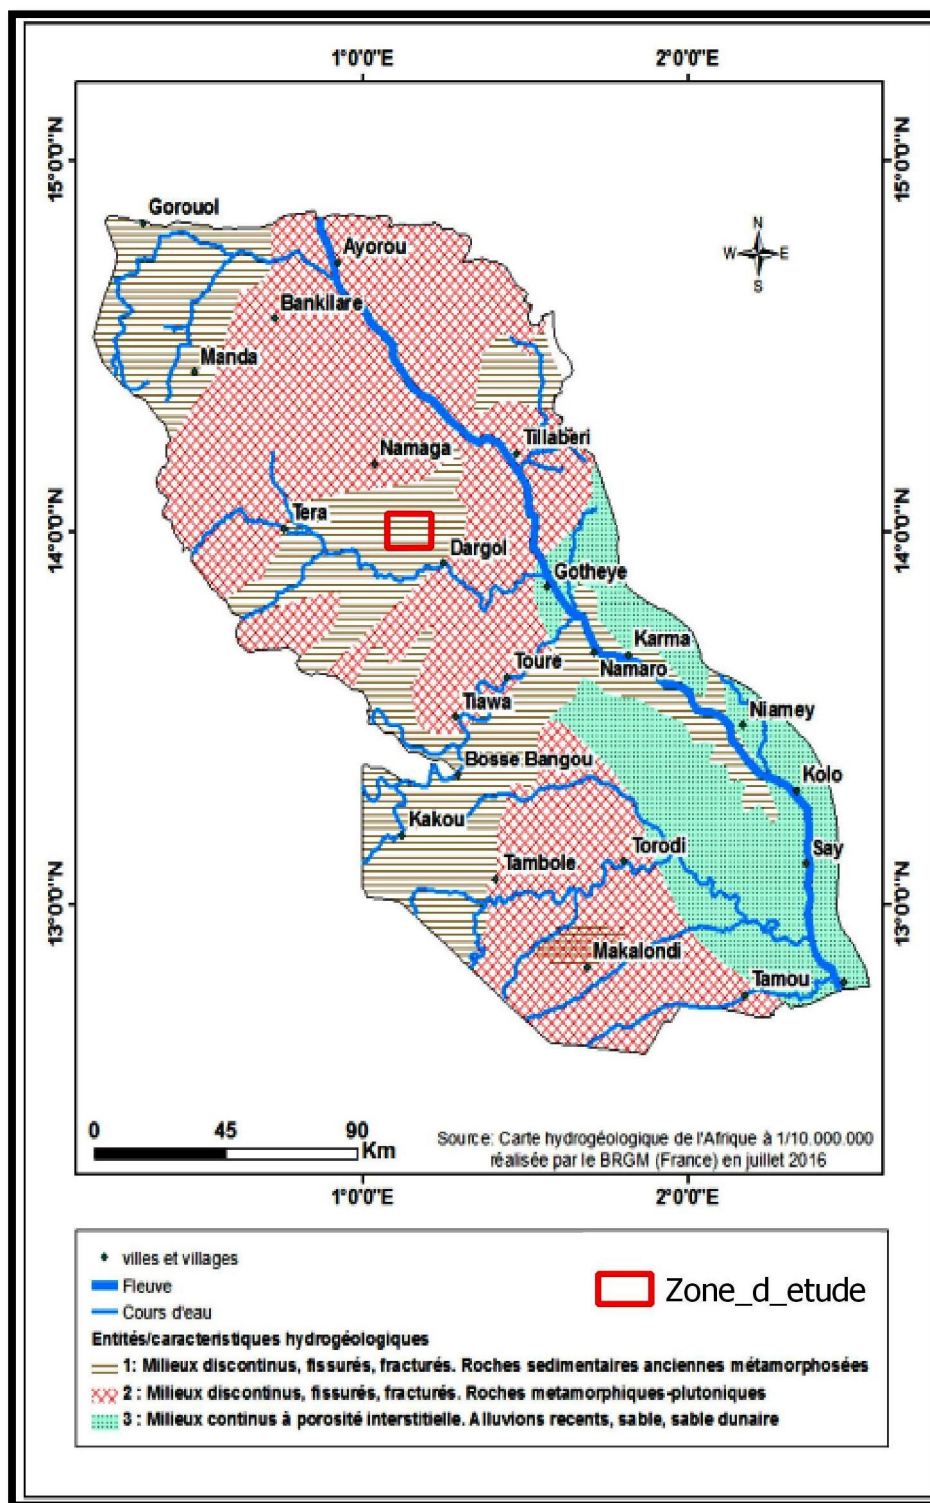 1°0'0"E 2°0'0"E
15°0'0"N 15°0'0"N
Gorouol
N
W E
S
Ayorou
Bankilare
Manda
Tillaberi
Namaga
Tera
14°0'0"N 14°0'0"N
Dargol
Gotheye
Karma
Toure Namaro
Tiawa Niamey
Bosse Bangou
Kolo
Kakou
Torodi Say
Tambole
13°0'0"N 13°0'0"N
Makalondi
Tamou
0 45 90
Km
Source: Carte hydrogéologique de l'Afrique à 1/10.000.000
réalisée par le BRGM (France) en juillet 2016
1°0'0"E 2°0'0"E
villes et villages
Fleuve
Zone_d_etude
Cours d'eau
Entités/caracteristiques hydrogéologiques
1: Milieux discontinus, fissurés, fracturés. Roches sedimentaires anciennes métamorphosées
2 : Milieux discontinus, fissurés, fracturés. Roches metamorphiques-plutoniques
3 : Milieux continus à porosité interstitielle. Alluvions recents, sable, sable dunaire